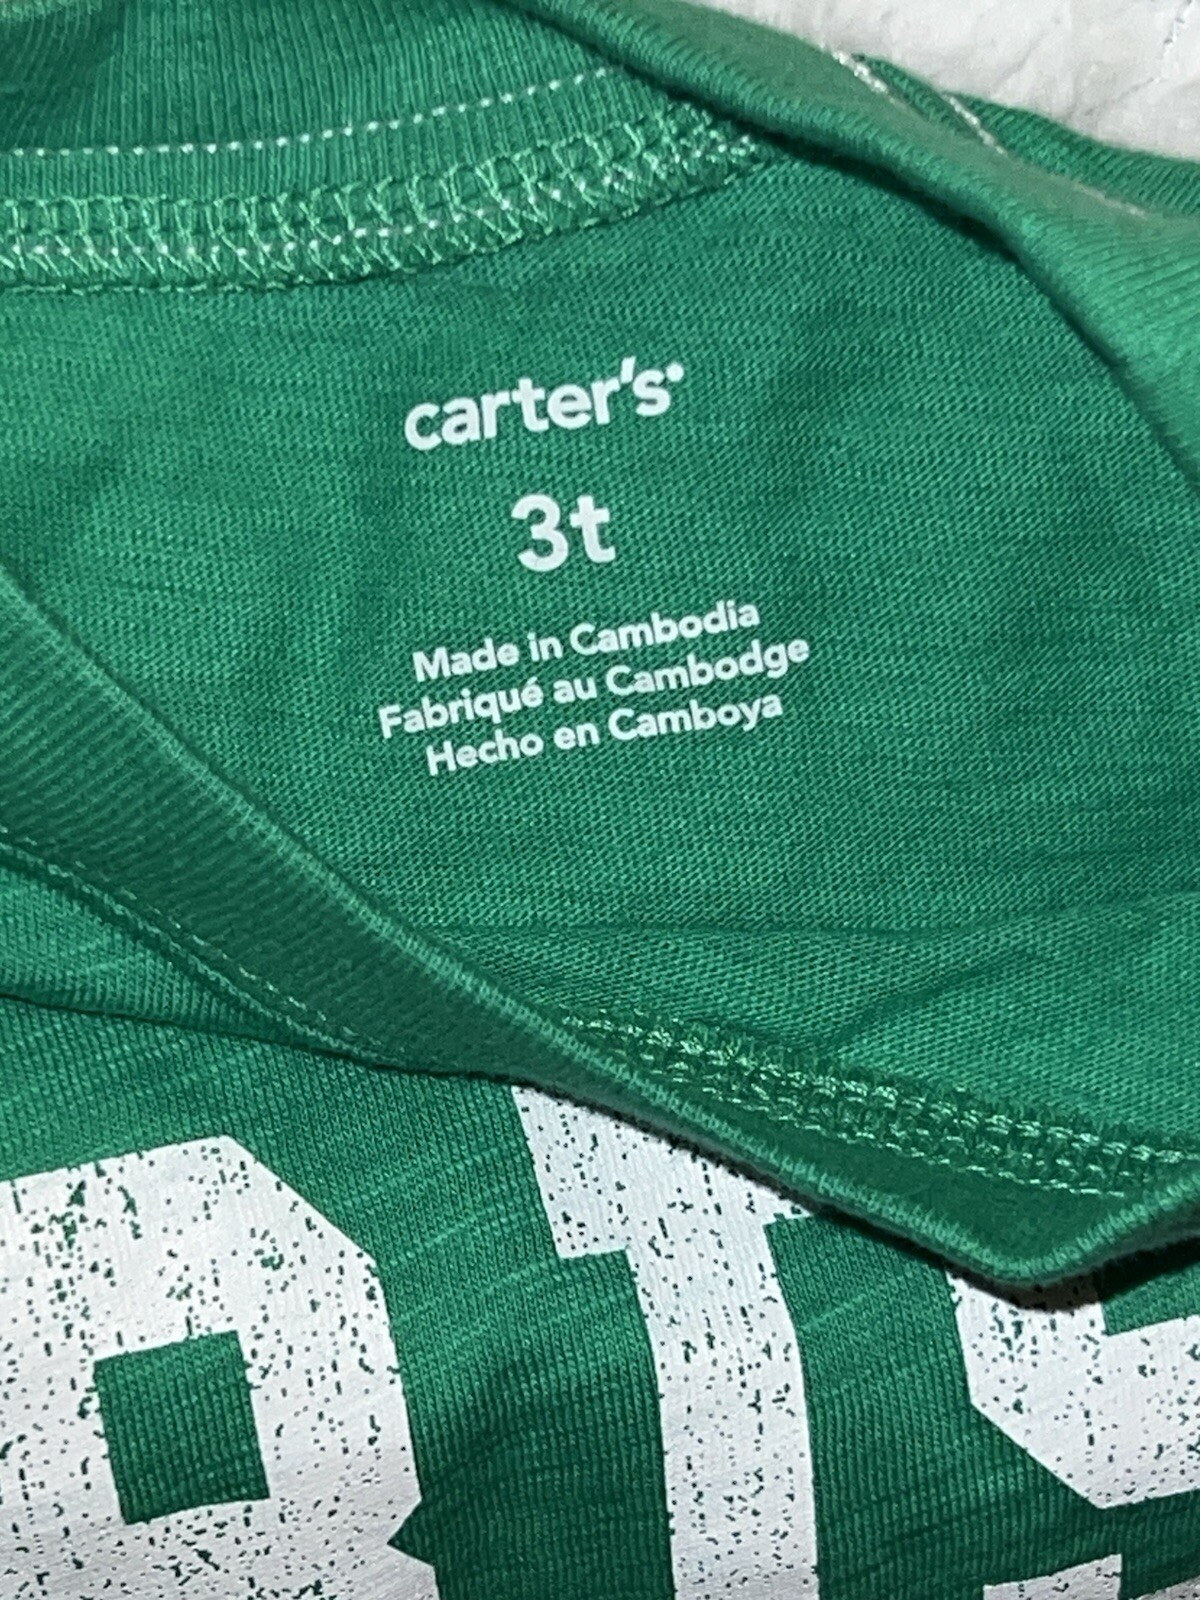 carter's
3t
Made in Cambodia
Fabriqué au Cambodge
Hecho en Camboya